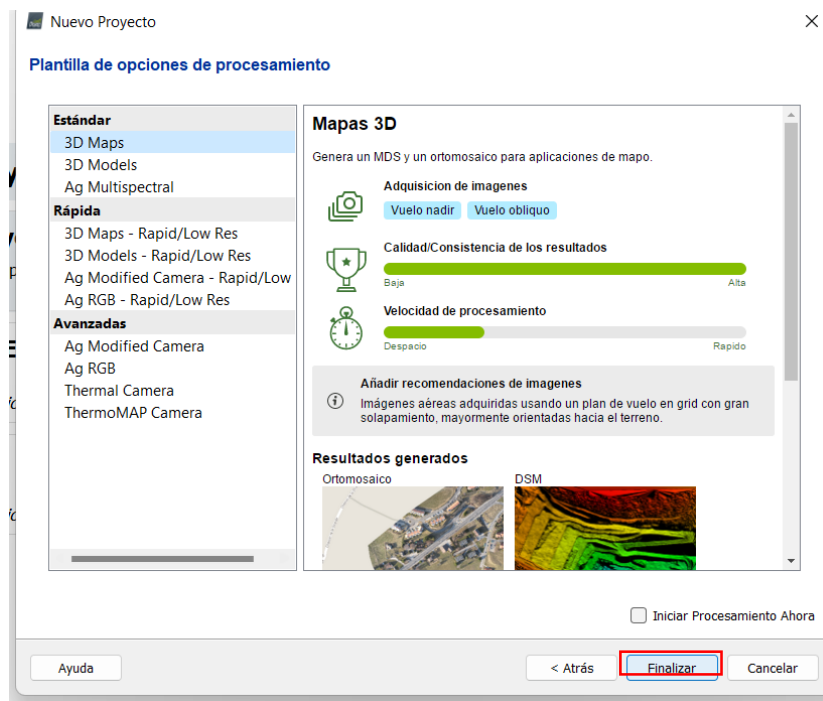 Nuevo Proyecto
Plantilla de opciones de procesamiento
Estándar
3D Maps
3D Models
Ag Multispectral
Rápida
3D Maps - Rapid/Low Res
3D Models - Rapid/Low Res
Ag Modified Camera - Rapid/Low
Ag RGB - Rapid/Low Res
Avanzadas
Ag Modified Camera
Ag RGB
Thermal Camera
ThermoMAP Camera
Mapas 3D
Genera un MDS y un ortomosaico para aplicaciones de mapo.
Adquisicion de imagenes
Vuelo nadir Vuelo obliquo
Calidad/Consistencia de los resultados
Baja Alta
Velocidad de procesamiento
Despacio Rapido
Añadir recomendaciones de imagenes
Imágenes aéreas adquiridas usando un plan de vuelo en grid con gran
solapamiento, mayormente orientadas hacia el terreno.
Resultados generados
Ortomosaico DSM
Iniciar Procesamiento Ahora
Ayuda < Atrás Finalizar Cancelar